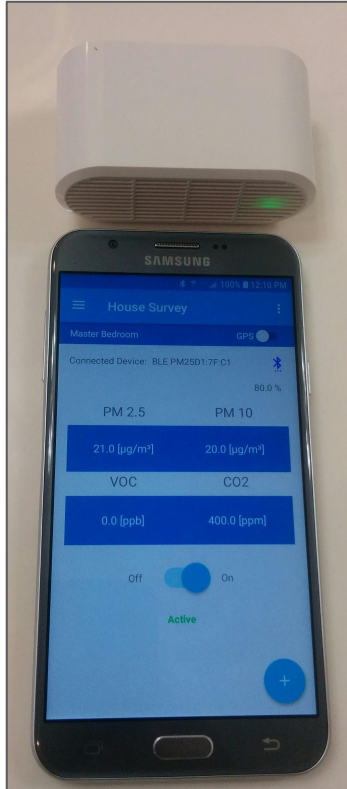 SAMSUNG
100% 12:16 PM
House Survey
Master Bedroom GPS
Connected Device: BLE PM25D1:7F:C1
80.0 %
PM 2.5 PM 10
21.0 [µg/m³] 20.0 [µg/m³]
VOC CO2
0.0 [ppb] 400.0 [ppm]
Off On
Active
+